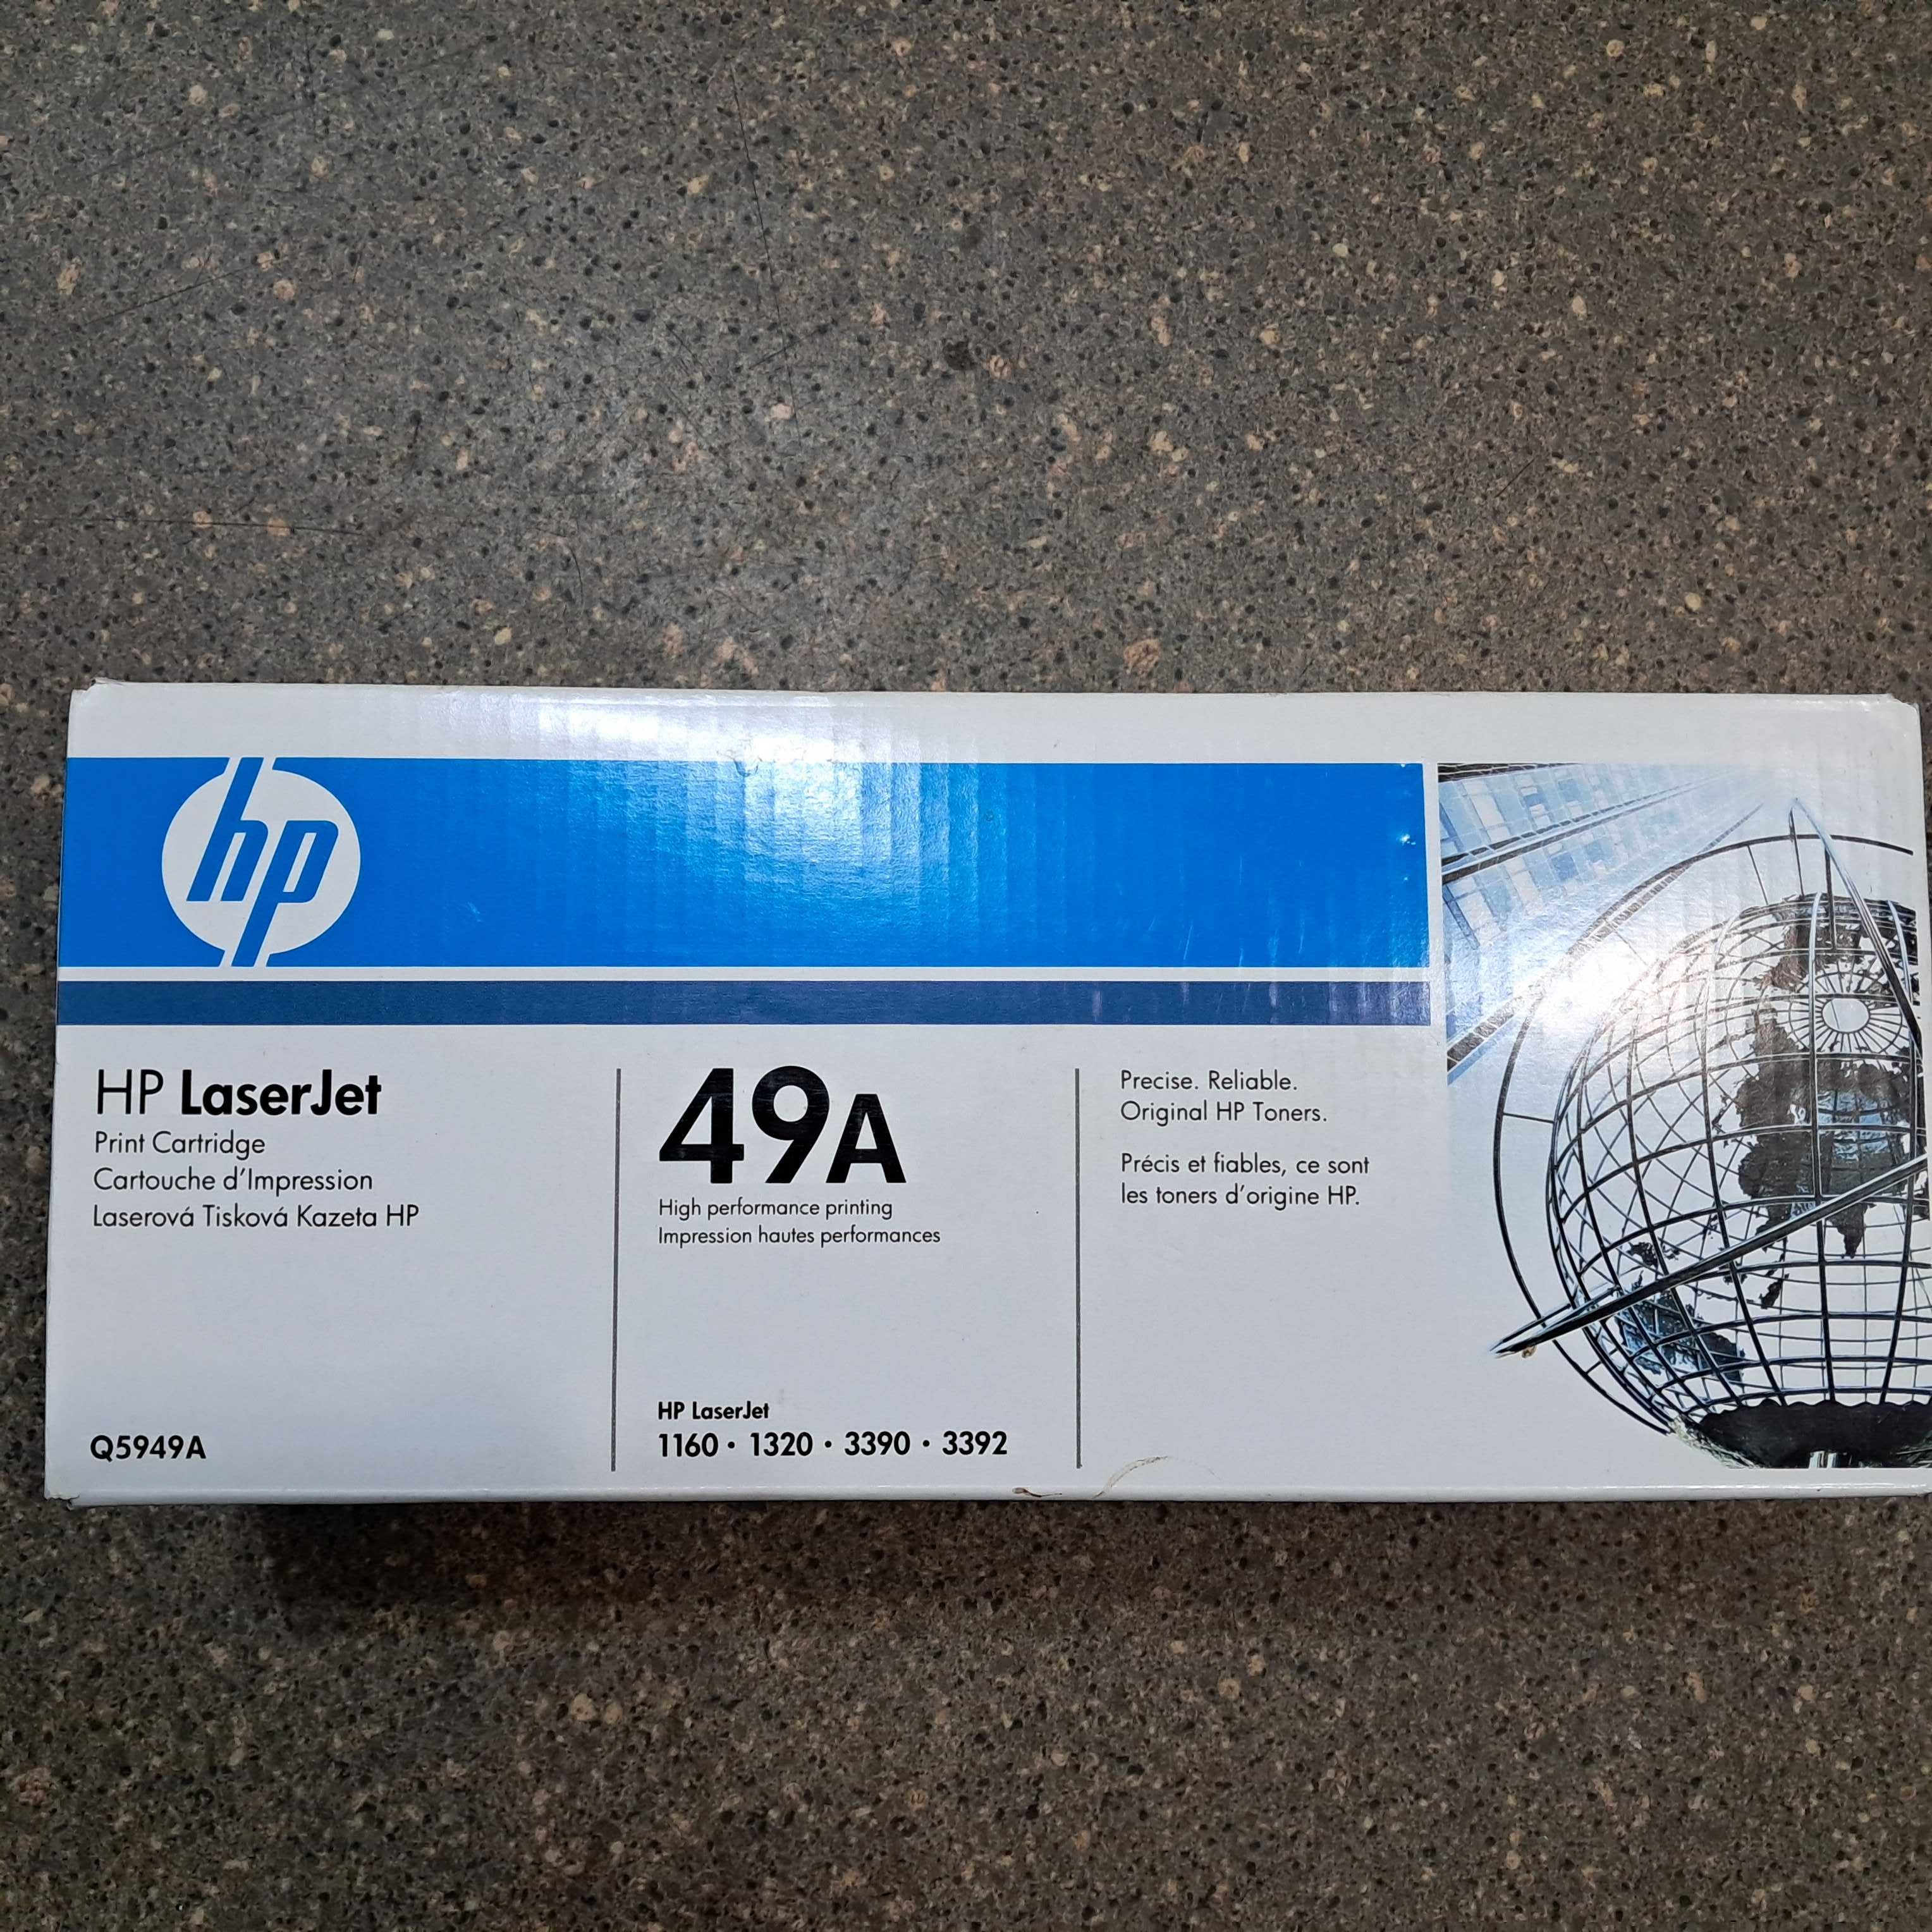 hp
HP LaserJet
Print Cartridge
Cartouche d'Impression
Laserová Tisková Kazeta HP
Q5949A
49A
High performance printing
Impression hautes performances
HP LaserJet
1160 • 1320 • 3390 • 3392
Precise. Reliable.
Original HP Toners.
Précis et fiables, ce sont
les toners d'origine HP.